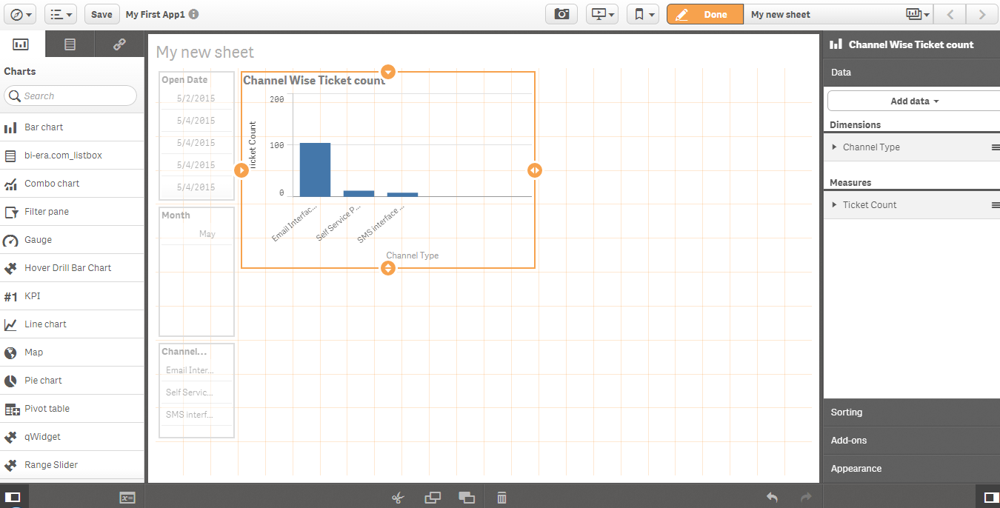 Save
My First App1
Done
My new sheet
Charts
Search
Bar chart
bi-era.com_listbox
Combo chart
Filter pane
Gauge
Hover Drill Bar Chart
#1 KPI
Line chart
Map
Pie chart
Pivot table
qWidget
Range Slider
x=
My new sheet
Open Date
5/2/2015
5/4/2015
5/4/2015
5/4/2015
5/4/2015
Month
May
Channel...
Email Inter...
Self Servic...
SMS interf...
Channel Wise Ticket count
200
100
0
Ticket Count
Email Interfac...
Self Service P...
SMS interface ...
Channel Type
Channel Wise Ticket count
Data
Add data
Dimensions
Channel Type
Measures
Ticket Count
Sorting
Add-ons
Appearance